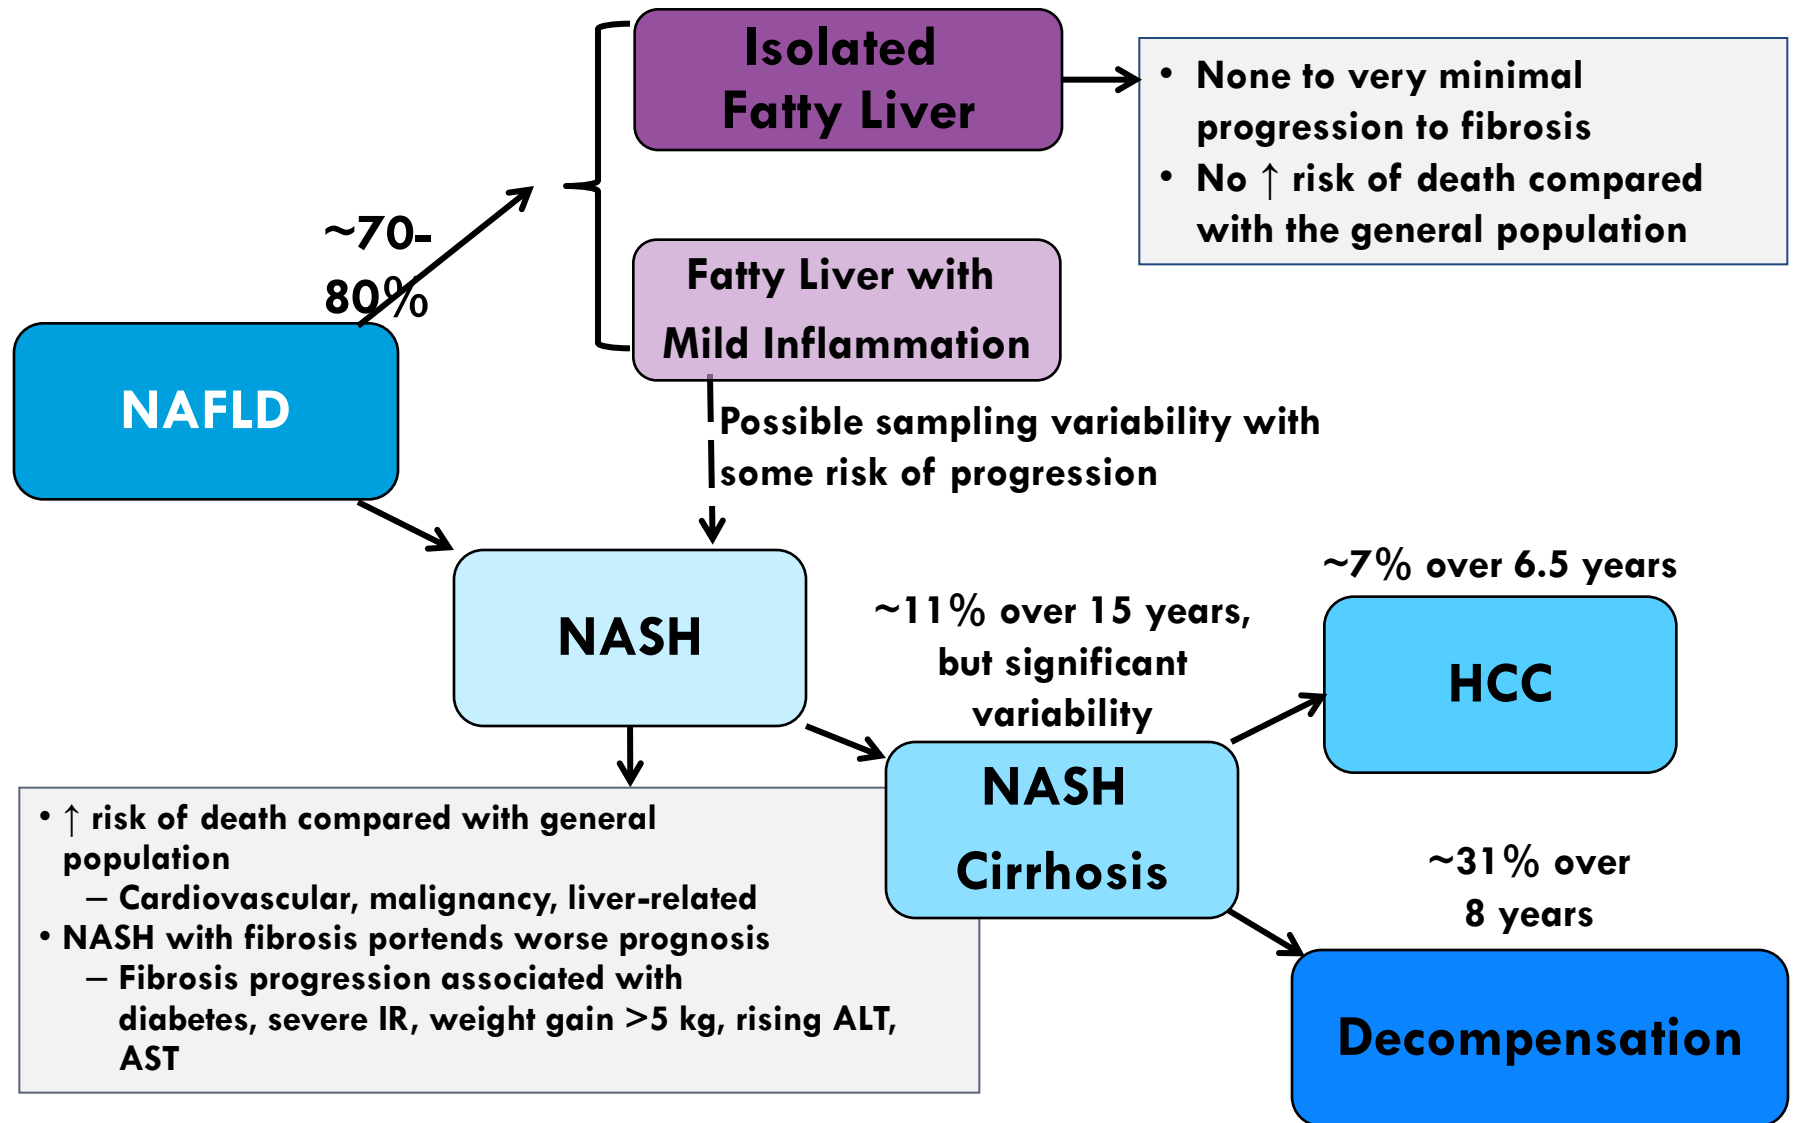 Isolated
Fatty Liver
• None to very minimal
progression to fibrosis
• No ↑ risk of death compared
with the general population
~70-
80%
Fatty Liver with
Mild Inflammation
NAFLD
Possible sampling variability with
some risk of progression
NASH
~11% over 15 years,
but significant
variability
~7% over 6.5 years
HCC
NASH
Cirrhosis
• ↑ risk of death compared with general
population
– Cardiovascular, malignancy, liver-related
• NASH with fibrosis portends worse prognosis
– Fibrosis progression associated with
diabetes, severe IR, weight gain >5 kg, rising ALT,
AST
~31% over
8 years
Decompensation